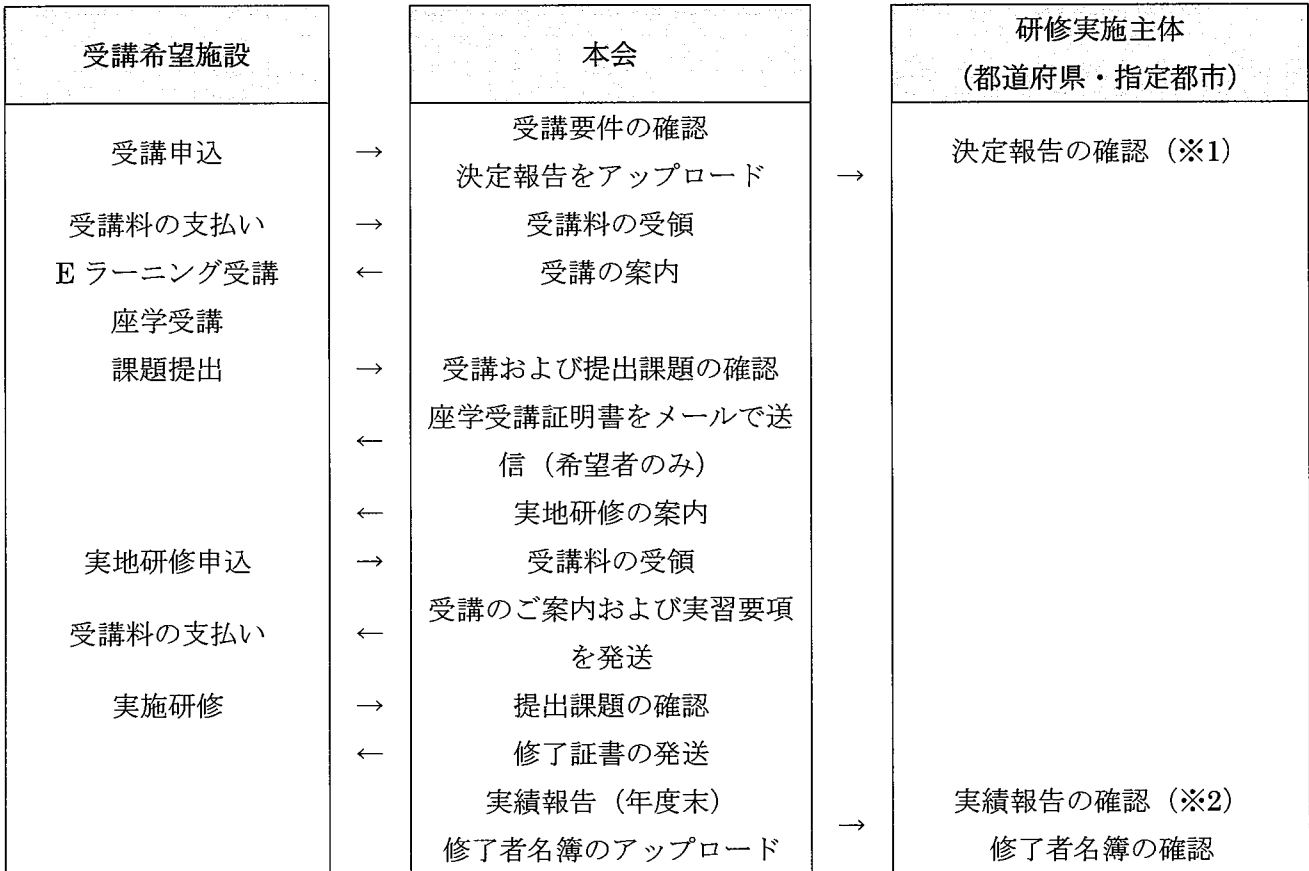 受講希望施設
本会
研修実施主体
(都道府県・指定都市)
受講申込
→
受講要件の確認
決定報告をアップロード
→
決定報告の確認(※1)
受講料の支払い
→
受講料の受領
E ラーニング受講
←
受講の案内
座学受講
課題提出
→
受講および提出課題の確認
←
座学受講証明書をメールで送
信(希望者のみ)
←
実地研修の案内
実地研修申込
→
受講料の受領
受講料の支払い
←
受講のご案内および実習要項
を発送
実施研修
→
提出課題の確認
←
修了証書の発送
実績報告(年度末)
修了者名簿のアップロード
→
実績報告の確認(※2)
修了者名簿の確認